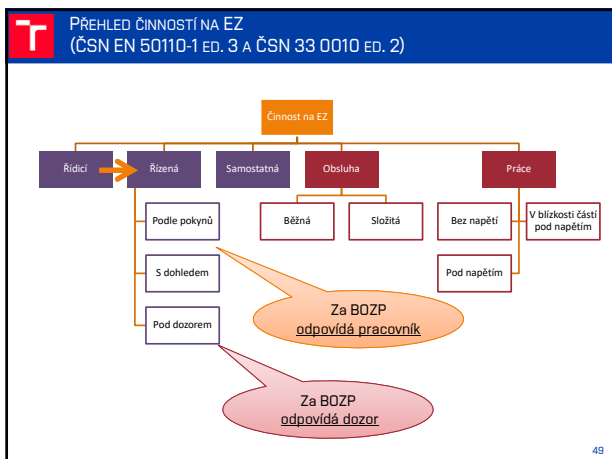 PŘEHLED ČINNOSTÍ NA EZ
(ČSN EN 50110-1 ED. 3 A ČSN 33 0010 ED. 2)
Činnost na EZ
Řídicí
Řízená
Samostatná
Obsluha
Práce
Podle pokynů
Běžná
Složitá
Bez napětí
V blízkosti částí
pod napětím
S dohledem
Pod napětím
Pod dozorem
Za BOZP
odpovídá pracovník
Za BOZP
odpovídá dozor
49